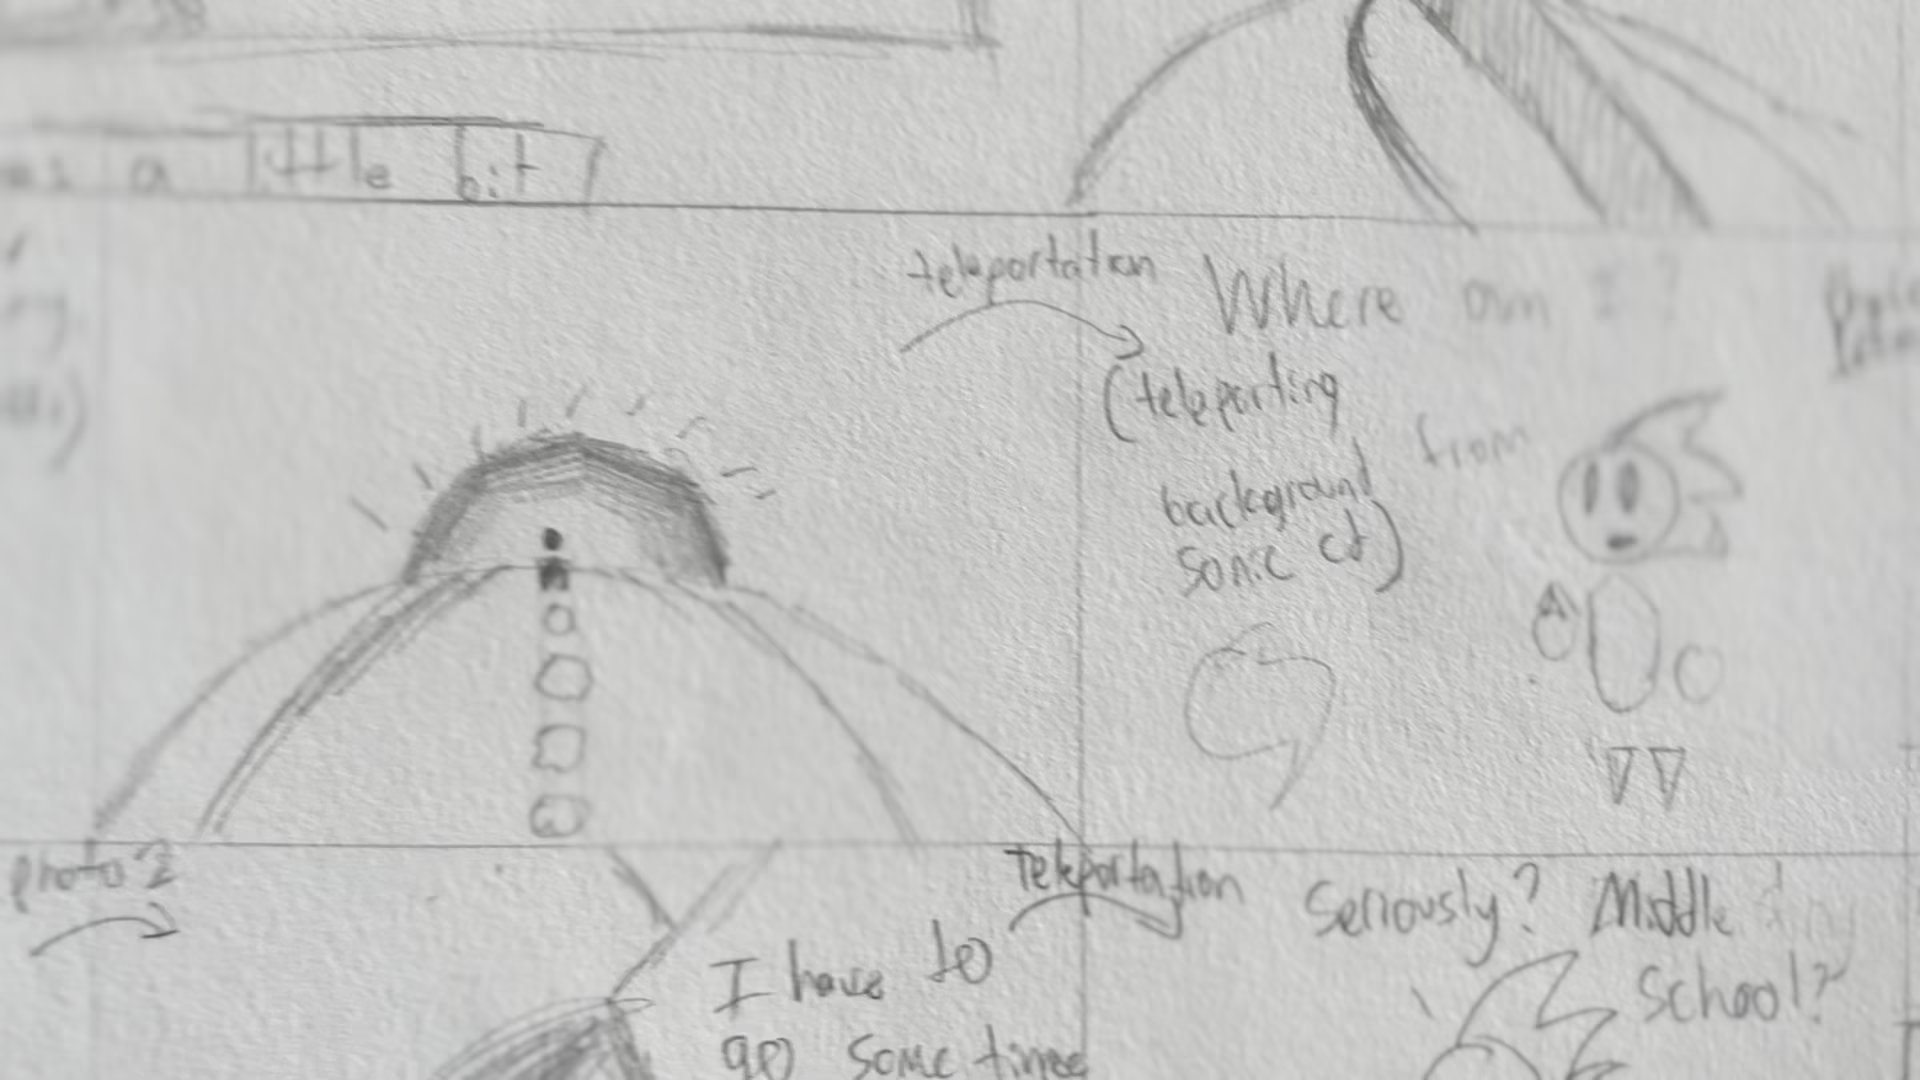 a little bit
teleportation
Where am I ?
(teleporting
background from
sonic cd)
photo 2
Teleportation
I have to
go some times
Seriously? Middle
School?